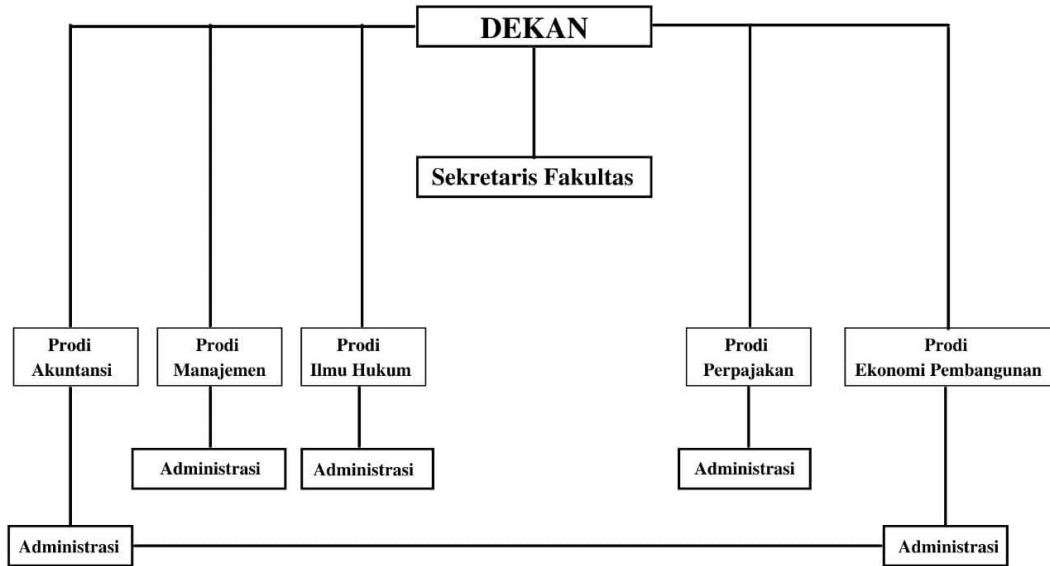 DEKAN
Sekretaris Fakultas
Prodi
Akuntansi
Prodi
Manajemen
Prodi
Ilmu Hukum
Prodi
Perpajakan
Prodi
Ekonomi Pembangunan
Administrasi
Administrasi
Administrasi
Administrasi
Administrasi